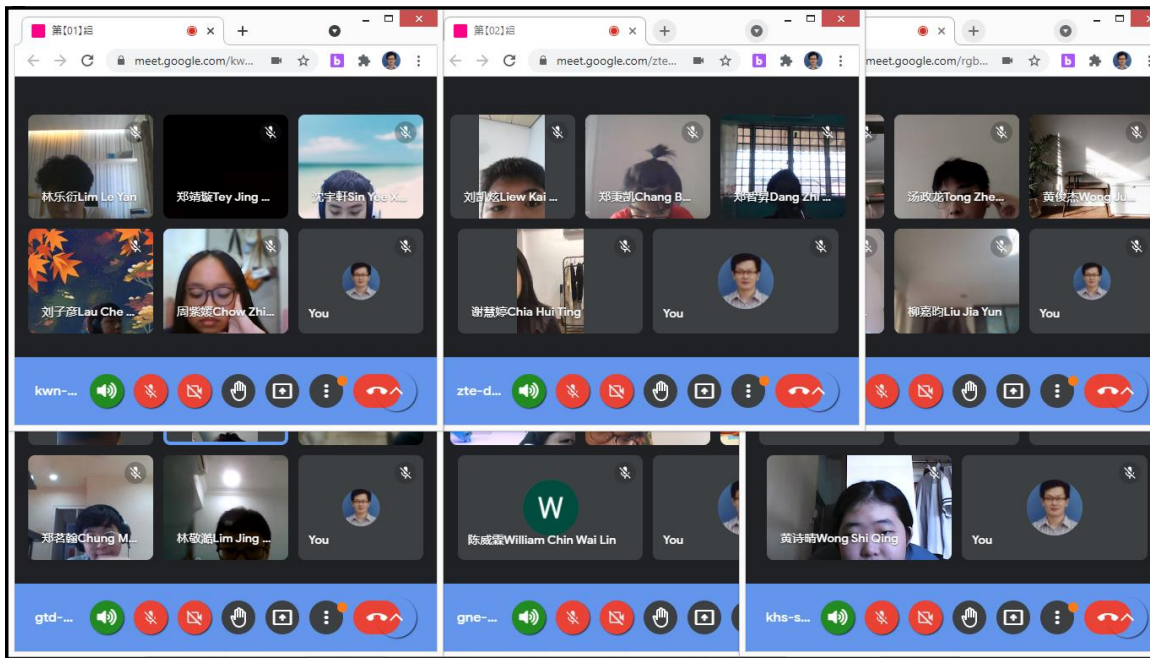 第【01】组
meet.google.com/kw...
林乐衍Lim Le Yan
郑靖璇Tey Jing ...
沈宇軒Sin Yee X...
刘子彦Lau Che ...
周紫媛Chow Zhi...
You
kwn-...
第【02】组
meet.google.com/zte...
刘凯炫Liew Kai ...
郑秉凯Chang B...
郑智昇Dang Zhi ...
谢慧婷Chia Hui Ting
You
zte-d...
meet.google.com/rgb...
汤政龙Tong Zhe...
黄俊杰Wong Ju...
柳嘉昀Liu Jia Yun
You
郑茗翰Chung M...
林敬澔Lim Jing ...
You
gtd-...
W
陈威霖William Chin Wai Lin
You
gne-...
黄诗晴Wong Shi Qing
You
khs-s...